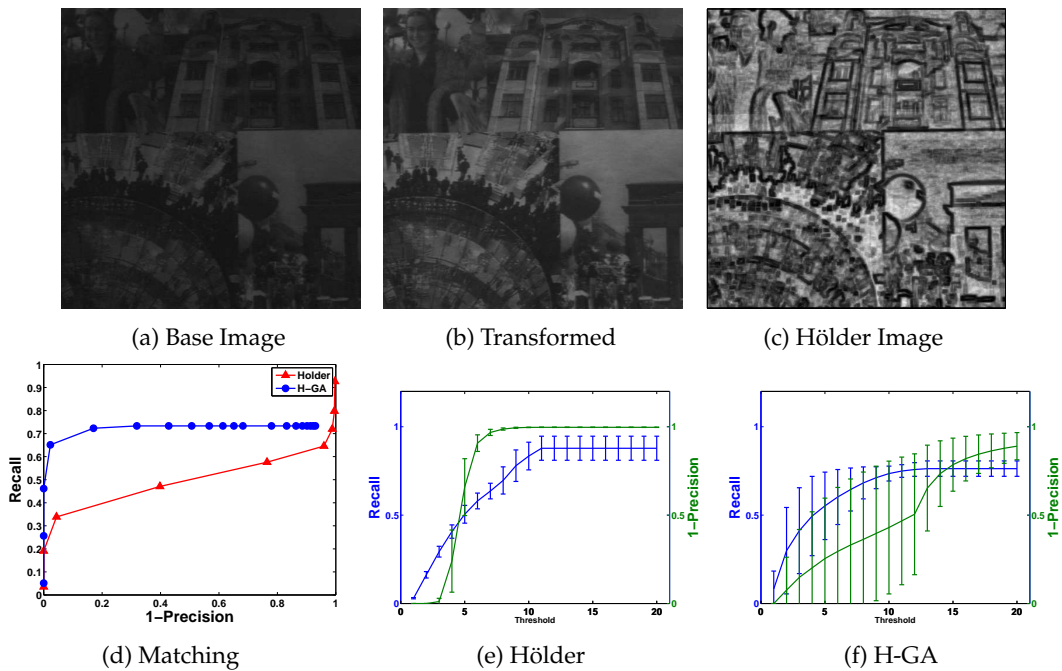 (a) Base Image
(b) Transformed
(c) Hölder Image
1
0.9
0.8
0.7
0.6
0.5
0.4
0.3
0.2
0.1
0
Recall
Holder
H−GA
0 0.2 0.4 0.6 0.8 1
1−Precision
(d) Matching
1
0.5
0
Recall
1
0.5
0
1−Precision
0 5 10 15 20
Threshold
(e) Hölder
1
0.5
0
Recall
1
0.5
0
1−Precision
0 5 10 15 20
Threshold
(f) H-GA